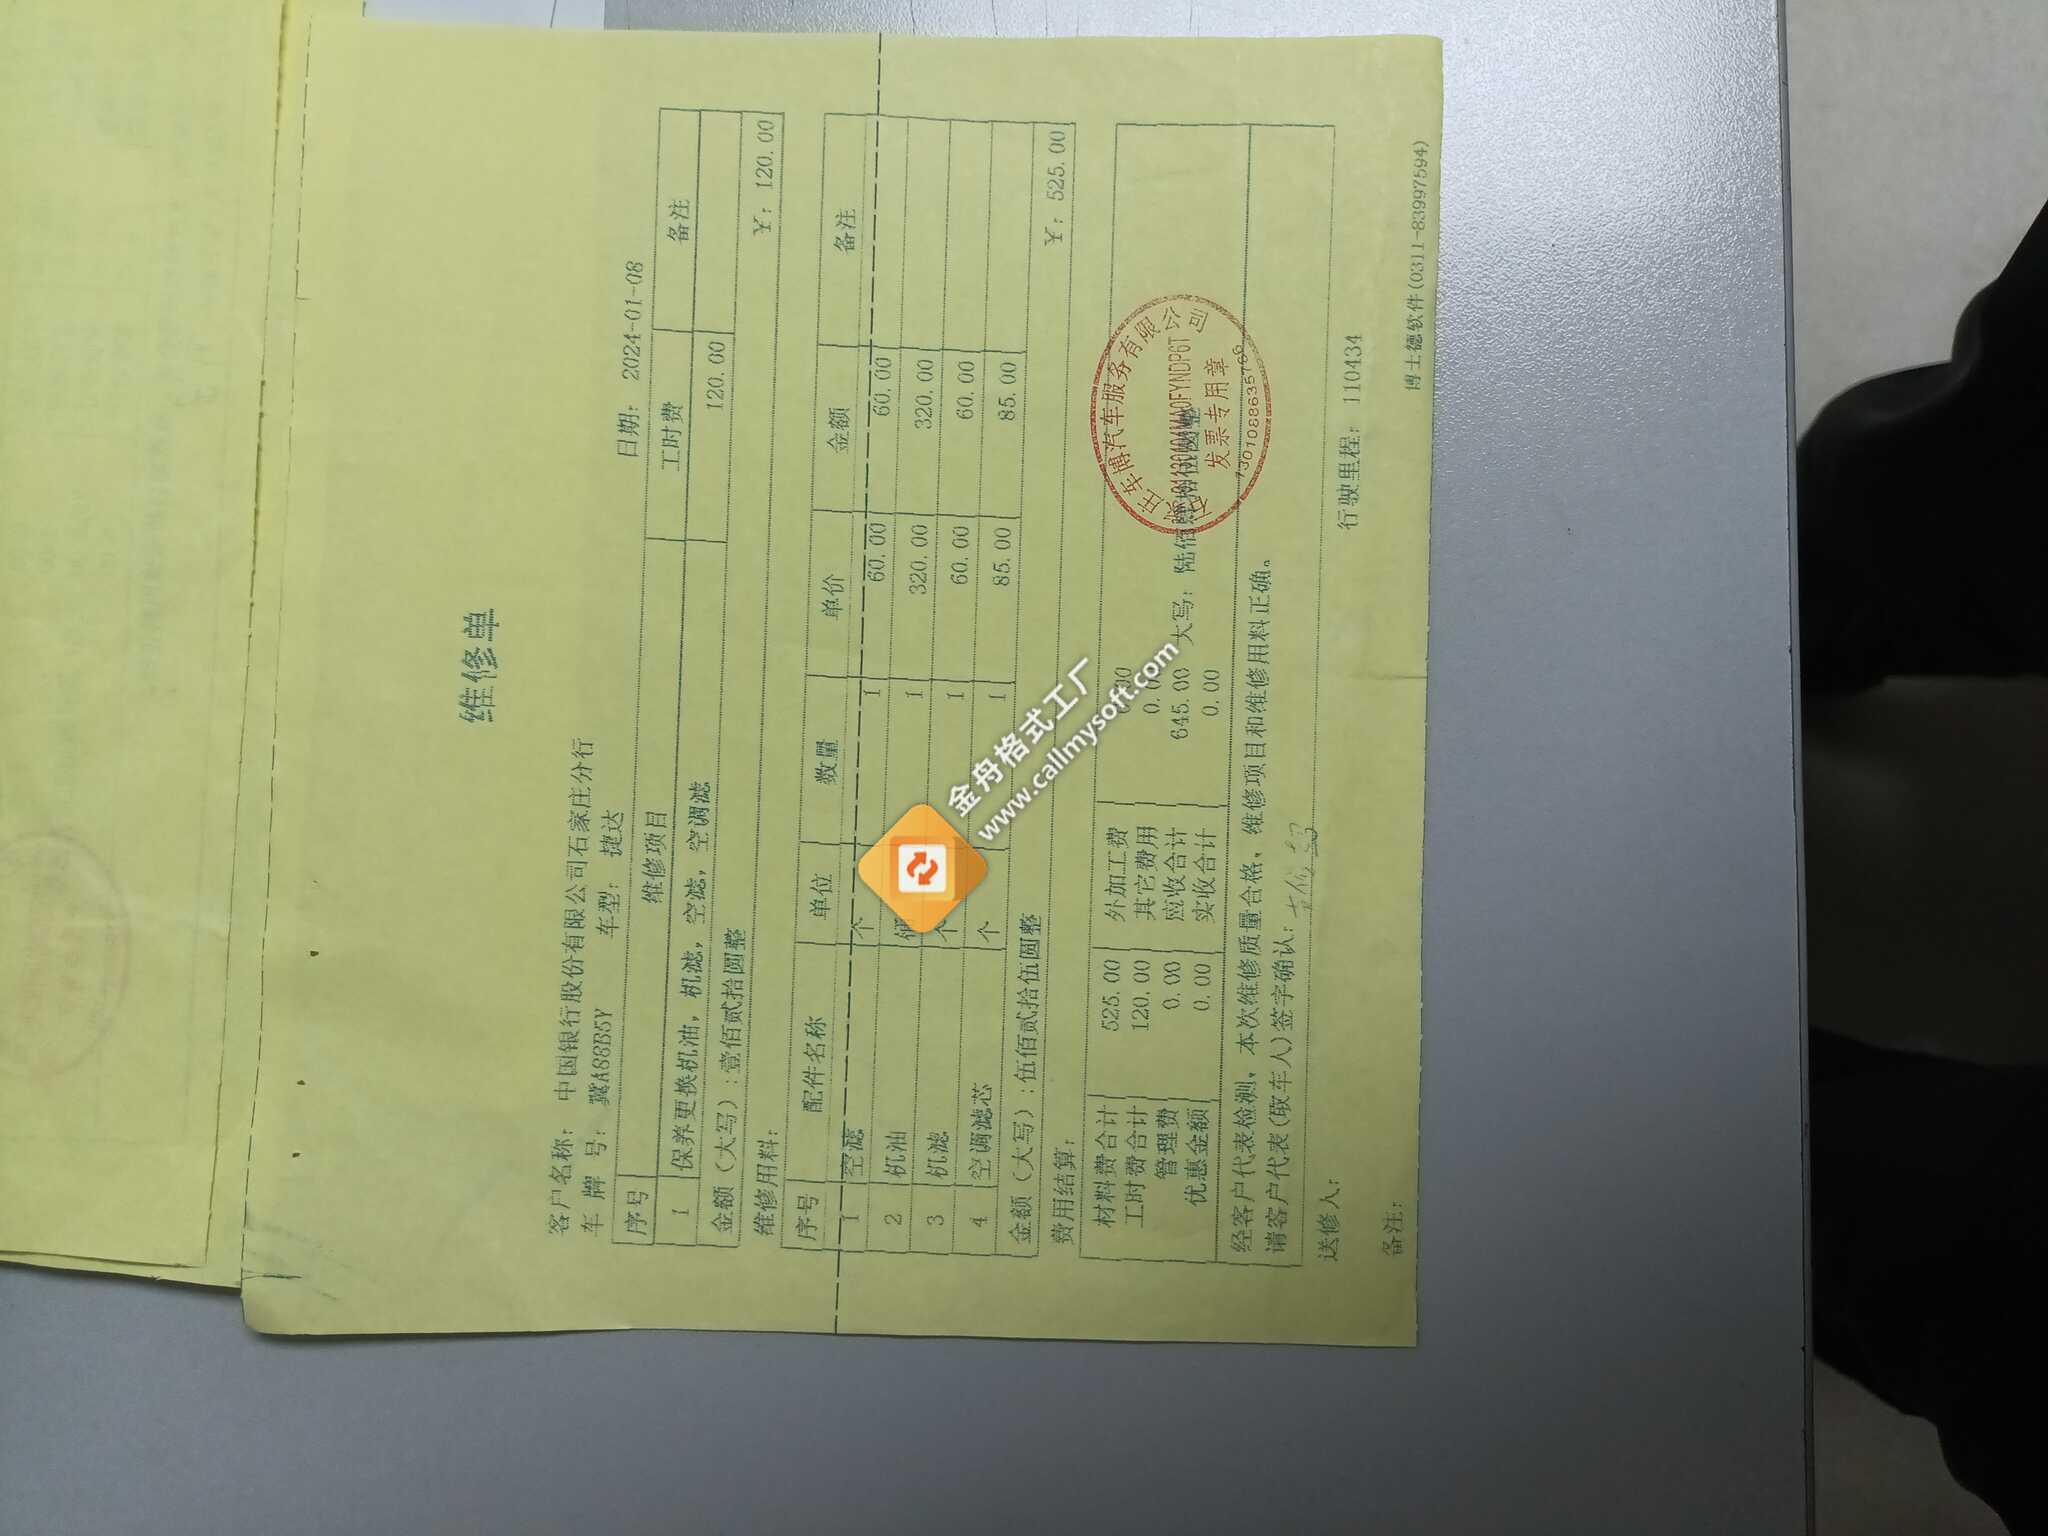 维修单
客户名称： 中国银行股份有限公司石家庄分行
日期： 2024-01-08
车 牌 号： 冀A88B5Y 车型： 捷达
序号 维修项目 工时费 备注
1 保养更换机油，机滤，空滤，空调滤 120.00
金额（大写）:壹佰贰拾圆整 ¥：120.00
维修用料:
序号 配件名称 单位 数量 单价 金额 备注
1 空滤 个 1 60.00 60.00
2 机油 1 320.00 320.00
3 机滤 个 1 60.00 60.00
4 空调滤芯 个 1 85.00 85.00
金额（大写）:伍佰贰拾伍圆整 ¥：525.00
费用结算:
材料费合计 525.00 外加工费 0.00
工时费合计 120.00 其它费用 0.00
管理费 0.00 应收合计 645.00 大写： 陆佰肆拾伍圆整
优惠金额 0.00 实收合计 0.00
经客户代表检测，本次维修质量合格，维修项目和维修用料正确。
请客户代表(取车人)签字确认:
送修人: 行驶里程: 110434
备注:
博士德软件(0311-83997594)
庄车博汽车服务有限公司
发票专用章
金舟格式工厂
www.callmysoft.com